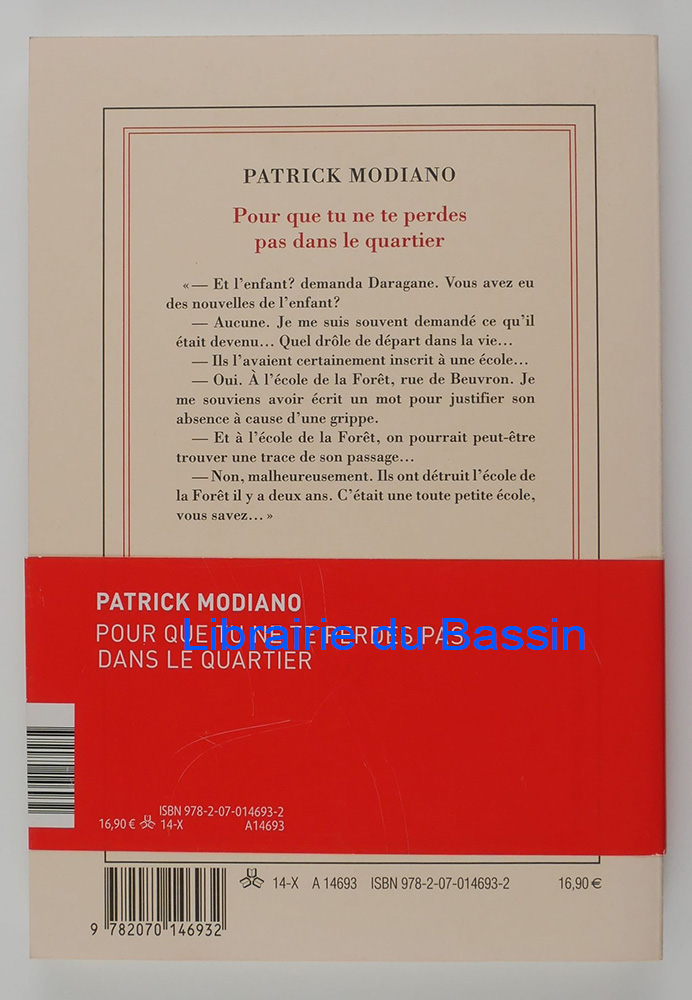 PATRICK MODIANO
Pour que tu ne te perdes
pas dans le quartier
« — Et l'enfant? demanda Daragane. Vous avez eu
des nouvelles de l'enfant?
— Aucune. Je me suis souvent demandé ce qu'il
était devenu... Quel drôle de départ dans la vie...
— Ils l'avaient certainement inscrit à une école...
— Oui. À l'école de la Forêt, rue de Beuvron. Je
me souviens avoir écrit un mot pour justifier son
absence à cause d'une grippe.
— Et à l'école de la Forêt, on pourrait peut-être
trouver une trace de son passage...
— Non, malheureusement. Ils ont détruit l'école de
la Forêt il y a deux ans. C'était une toute petite école,
vous savez... »
PATRICK MODIANO
POUR QUE TU NE TE PERDES PAS
DANS LE QUARTIER
Librairie du Bassin
ISBN 978-2-07-014693-2
16,90 € 14-X A14693
14-X A 14693 ISBN 978-2-07-014693-2 16,90 €
9 782070 146932